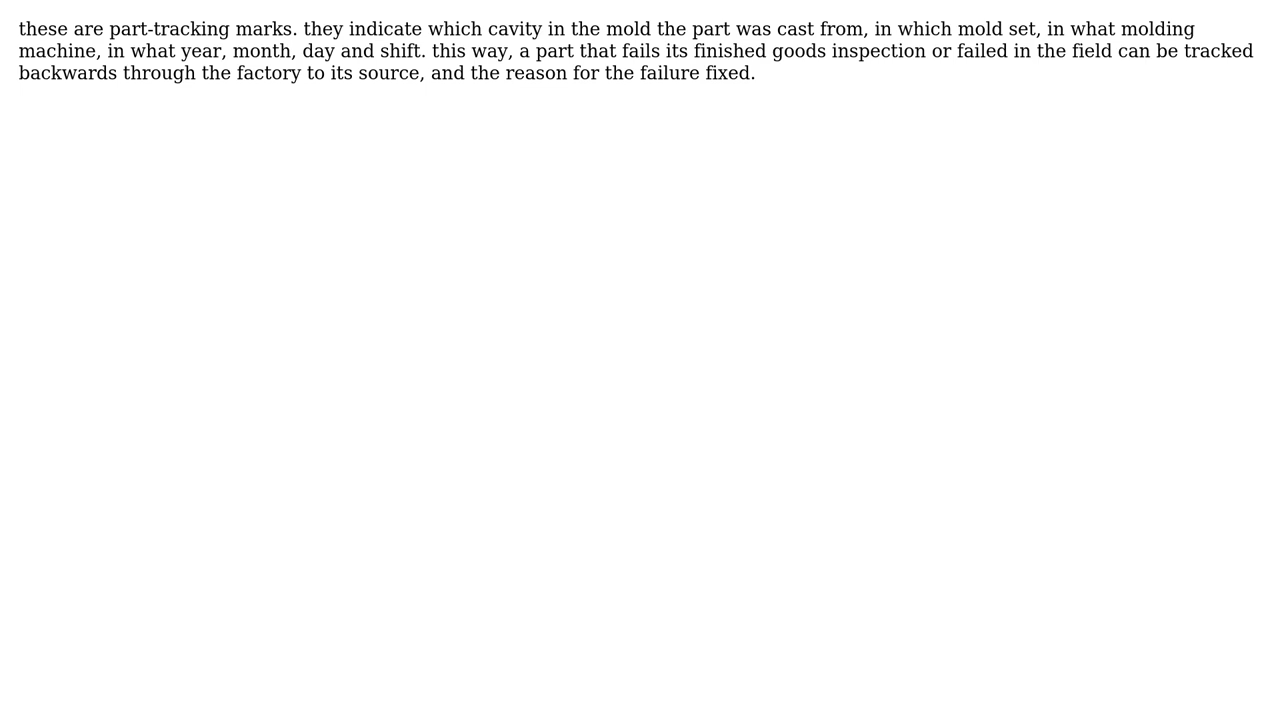 these are part-tracking marks. they indicate which cavity in the mold the part was cast from, in which mold set, in what molding
machine, in what year, month, day and shift. this way, a part that fails its finished goods inspection or failed in the field can be tracked
backwards through the factory to its source, and the reason for the failure fixed.